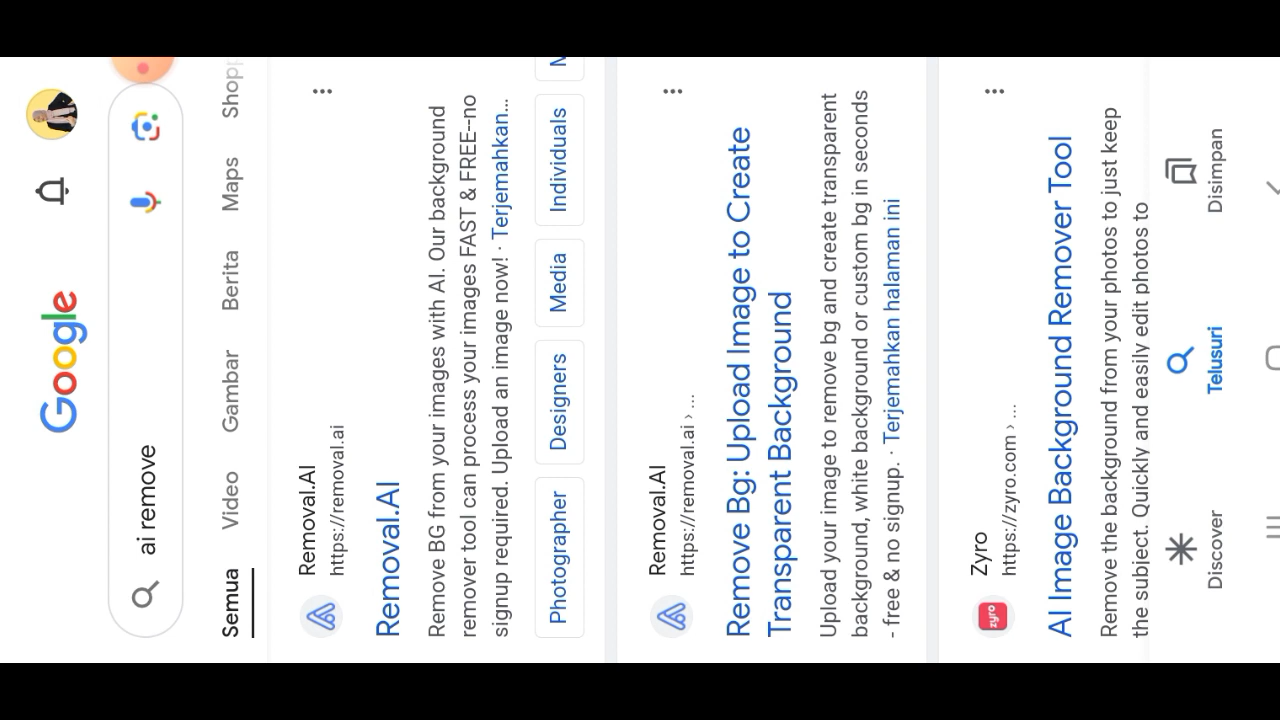 Google
ai remove
Semua Video Gambar Berita Maps Shopp
Removal.AI
https://removal.ai
Removal.AI
Remove BG from your images with AI. Our background
remover tool can process your images FAST & FREE--no
signup required. Upload an image now! · Terjemahkan...
Photographer Designers Media Individuals
Removal.AI
https://removal.ai › ...
Remove Bg: Upload Image to Create
Transparent Background
Upload your image to remove bg and create transparent
background, white background or custom bg in seconds
- free & no signup. · Terjemahkan halaman ini
zyro
Zyro
https://zyro.com › ...
AI Image Background Remover Tool
Remove the background from your photos to just keep
the subject. Quickly and easily edit photos to
Discover Telusuri Disimpan